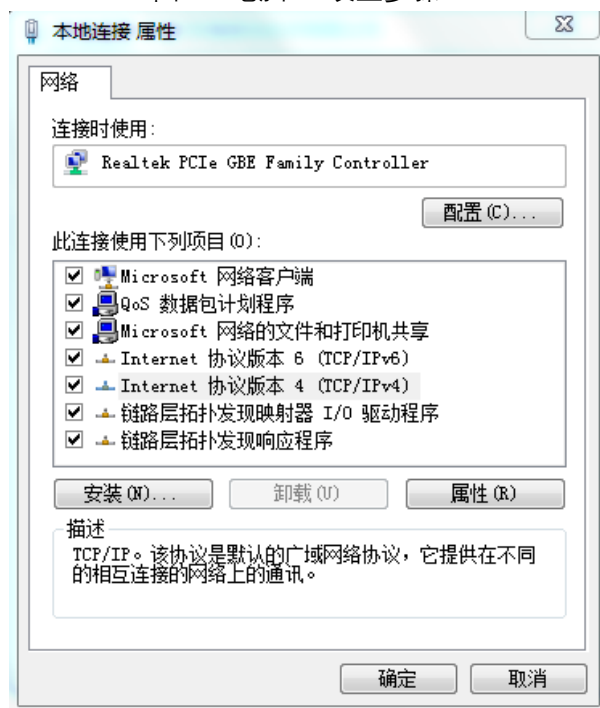 本地连接 属性
网络
连接时使用:
Realtek PCIe GBE Family Controller
配置(C)...
此连接使用下列项目(O):
Microsoft 网络客户端
QoS 数据包计划程序
Microsoft 网络的文件和打印机共享
Internet 协议版本 6 (TCP/IPv6)
Internet 协议版本 4 (TCP/IPv4)
链路层拓扑发现映射器 I/O 驱动程序
链路层拓扑发现响应程序
安装(N)...
卸载(U)
属性(R)
描述
TCP/IP。该协议是默认的广域网络协议，它提供在不同
的相互连接的网络上的通讯。
确定
取消